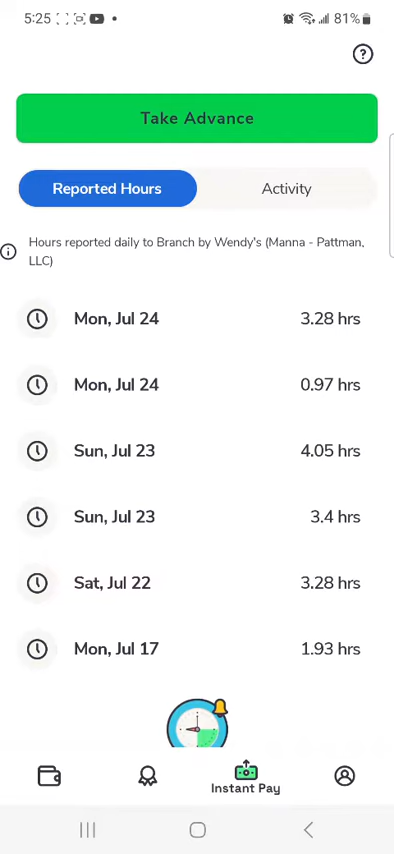 5:25 81%
Take Advance
Reported Hours Activity
Hours reported daily to Branch by Wendy's (Manna - Pattman,
LLC)
Mon, Jul 24 3.28 hrs
Mon, Jul 24 0.97 hrs
Sun, Jul 23 4.05 hrs
Sun, Jul 23 3.4 hrs
Sat, Jul 22 3.28 hrs
Mon, Jul 17 1.93 hrs
Instant Pay